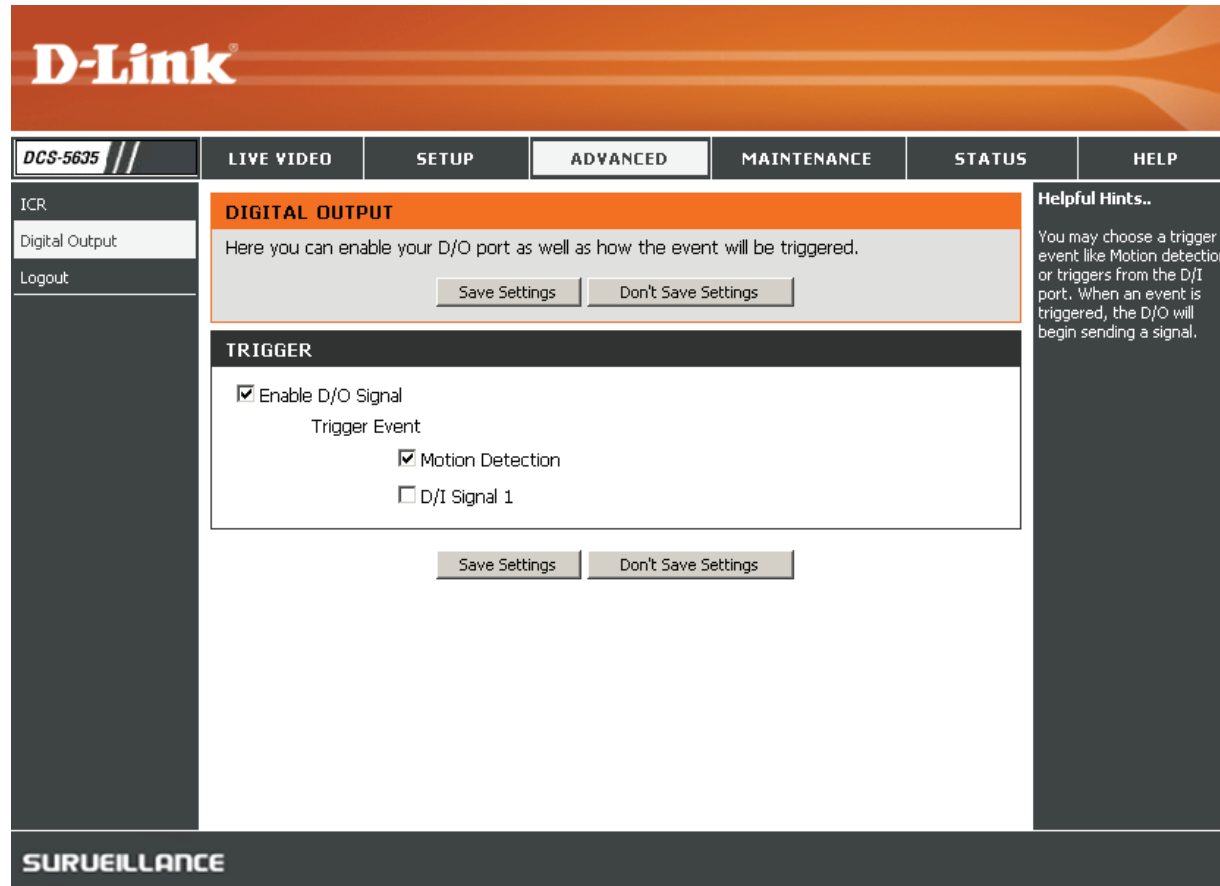 D-Link®
DCS-5635
LIVE VIDEO
SETUP
ADVANCED
MAINTENANCE
STATUS
HELP
ICR
Digital Output
Logout
DIGITAL OUTPUT
Here you can enable your D/O port as well as how the event will be triggered.
Save Settings
Don't Save Settings
TRIGGER
Enable D/O Signal
Trigger Event
Motion Detection
D/I Signal 1
Save Settings
Don't Save Settings
Helpful Hints..
You may choose a trigger
event like Motion detectio
or triggers from the D/I
port. When an event is
triggered, the D/O will
begin sending a signal.
SURVEILLANCE